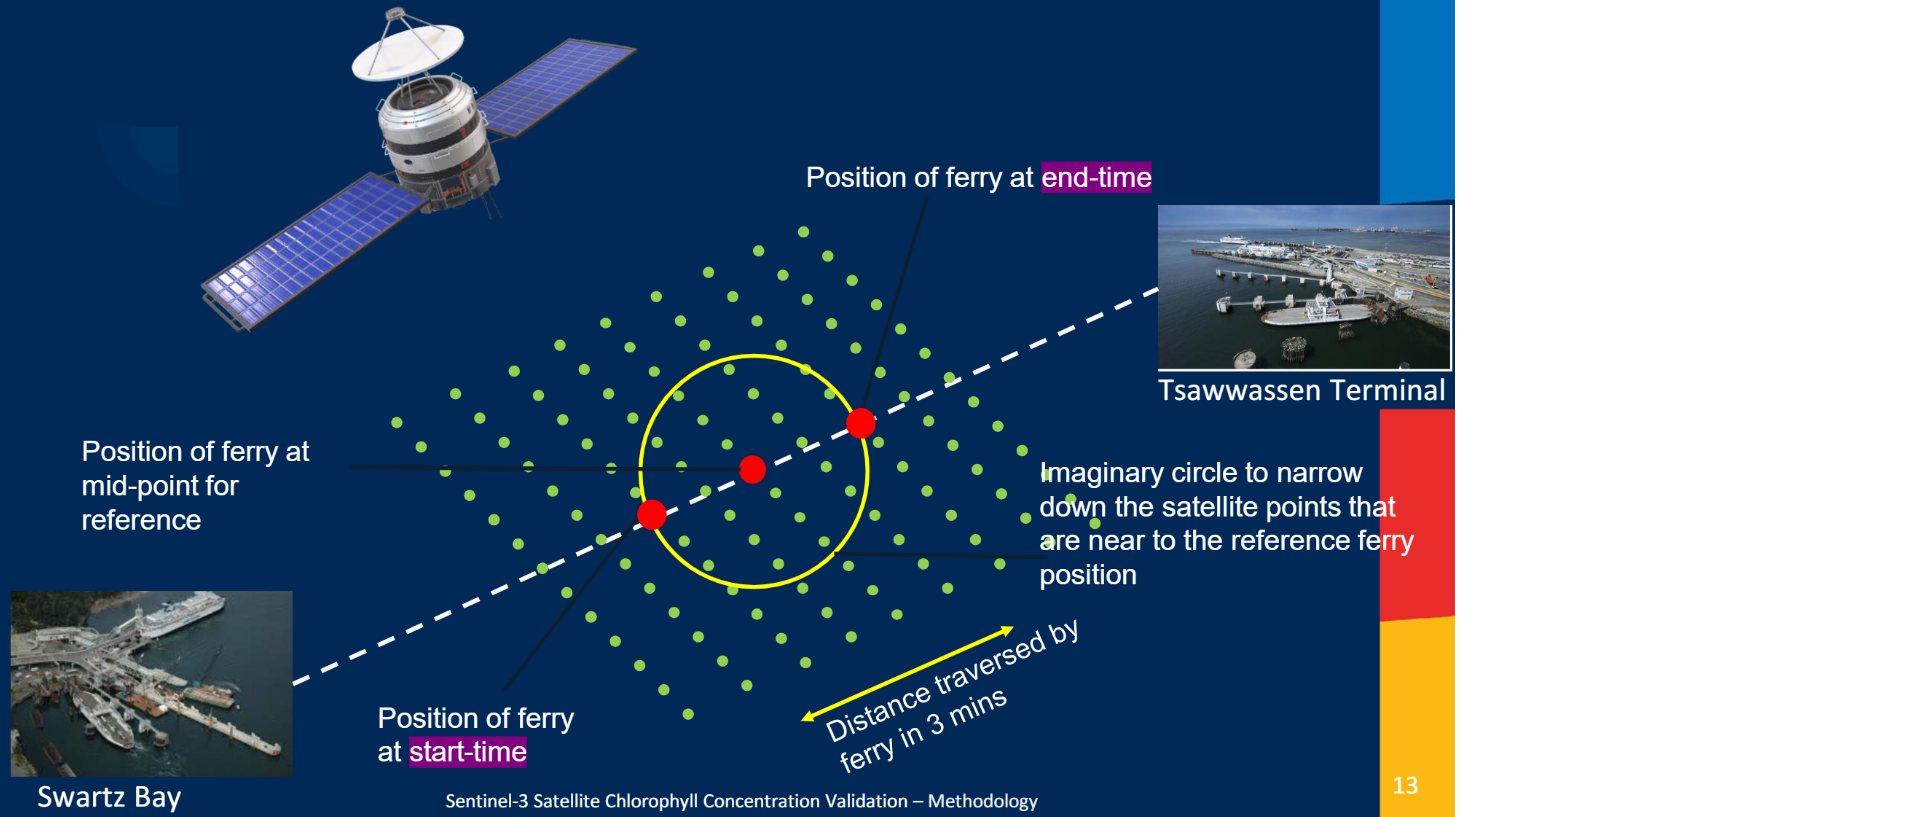 Position of ferry at end-time
Tsawwassen Terminal
Position of ferry at
mid-point for
reference
Imaginary circle to narrow
down the satellite points that
are near to the reference ferry
position
Distance traversed by
ferry in 3 mins
Position of ferry
at start-time
Swartz Bay
Sentinel-3 Satellite Chlorophyll Concentration Validation – Methodology
13